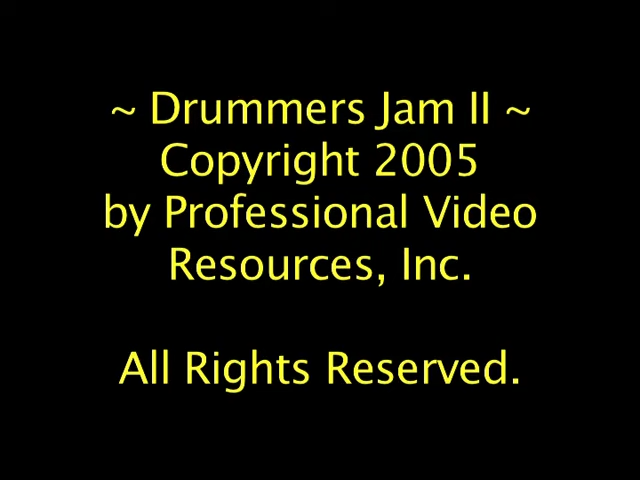 ~ Drummers Jam II ~
Copyright 2005
by Professional Video
Resources, Inc.
All Rights Reserved.